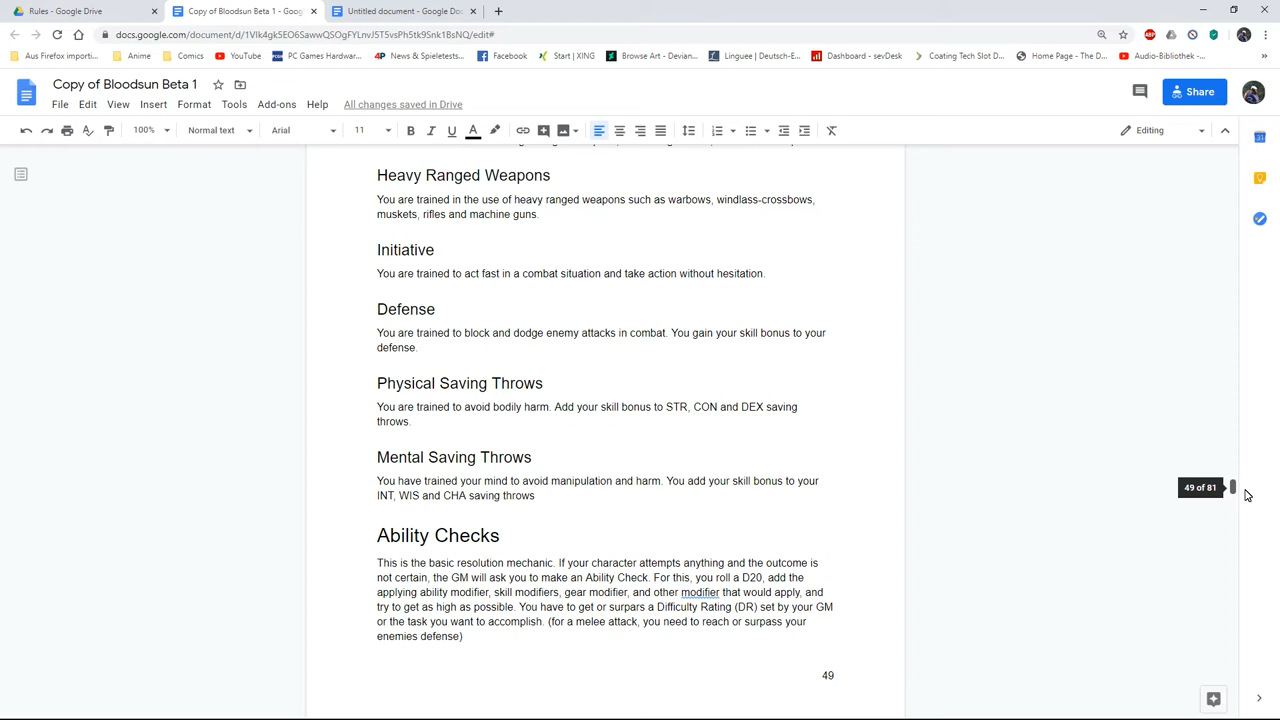 Rules - Google Drive
Copy of Bloodsun Beta 1 - Goog
Untitled document - Google Doc
docs.google.com/document/d/1VIk4gk5EO6SawwQSOgFYLnvJ5T5vsPh5tk9Snk18sNQ/edit#
Aus Firefox importi...
Anime
Comics
YouTube
PC Games Hardwar...
News & Spieletests...
Facebook
Start | XING
Browse Art - Devian...
Linguee | Deutsch-E...
Dashboard - sevDesk
Coating Tech Slot D...
Home Page - The D...
Audio-Bibliothek -...
Copy of Bloodsun Beta 1
File Edit View Insert Format Tools Add-ons Help All changes saved in Drive
Share
100% Normal text Arial 11 Editing
Heavy Ranged Weapons
You are trained in the use of heavy ranged weapons such as warbows, windlass-crossbows,
muskets, rifles and machine guns.
Initiative
You are trained to act fast in a combat situation and take action without hesitation.
Defense
You are trained to block and dodge enemy attacks in combat. You gain your skill bonus to your
defense.
Physical Saving Throws
You are trained to avoid bodily harm. Add your skill bonus to STR, CON and DEX saving
throws.
Mental Saving Throws
You have trained your mind to avoid manipulation and harm. You add your skill bonus to your
INT, WIS and CHA saving throws
49 of 81
Ability Checks
This is the basic resolution mechanic. If your character attempts anything and the outcome is
not certain, the GM will ask you to make an Ability Check. For this, you roll a D20, add the
applying ability modifier, skill modifiers, gear modifier, and other modifier that would apply, and
try to get as high as possible. You have to get or surpars a Difficulty Rating (DR) set by your GM
or the task you want to accomplish. (for a melee attack, you need to reach or surpass your
enemies defense)
49